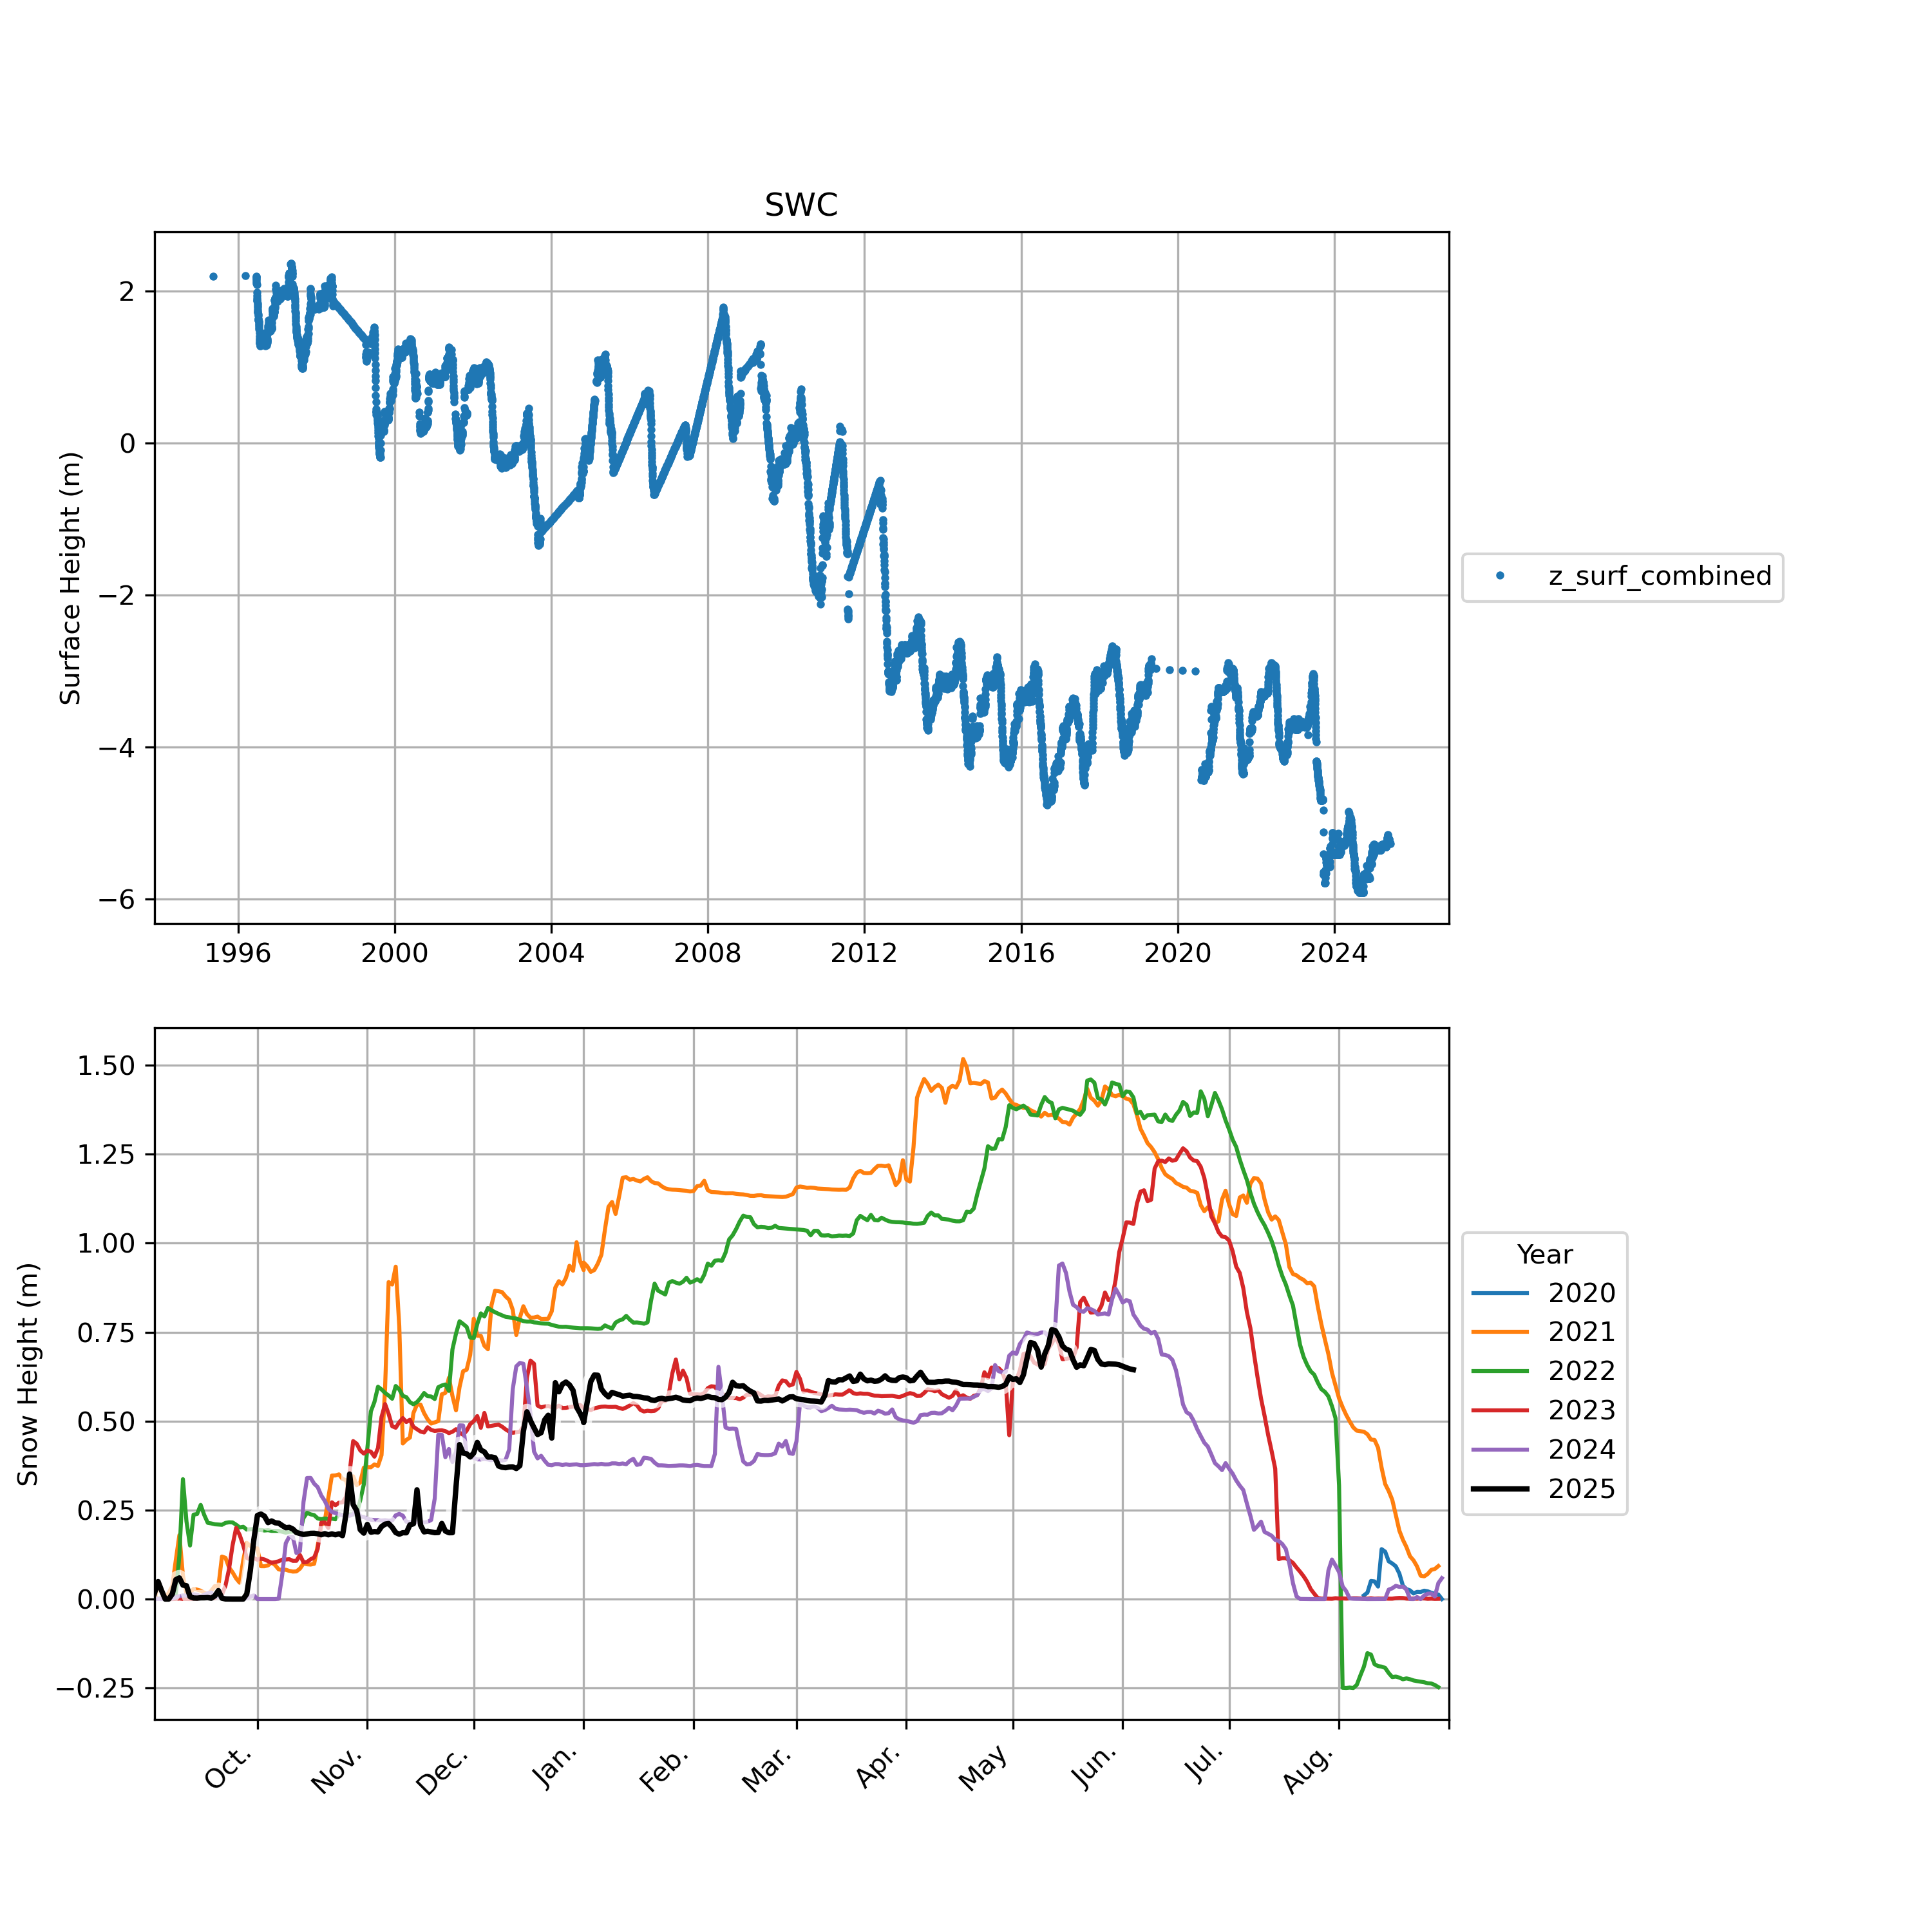 SWC
Surface Height (m)
2
0
−2
−4
−6
1996 2000 2004 2008 2012 2016 2020 2024
z_surf_combined
Snow Height (m)
1.50
1.25
1.00
0.75
0.50
0.25
0.00
−0.25
Oct. Nov. Dec. Jan. Feb. Mar. Apr. May Jun. Jul. Aug.
Year
2020
2021
2022
2023
2024
2025